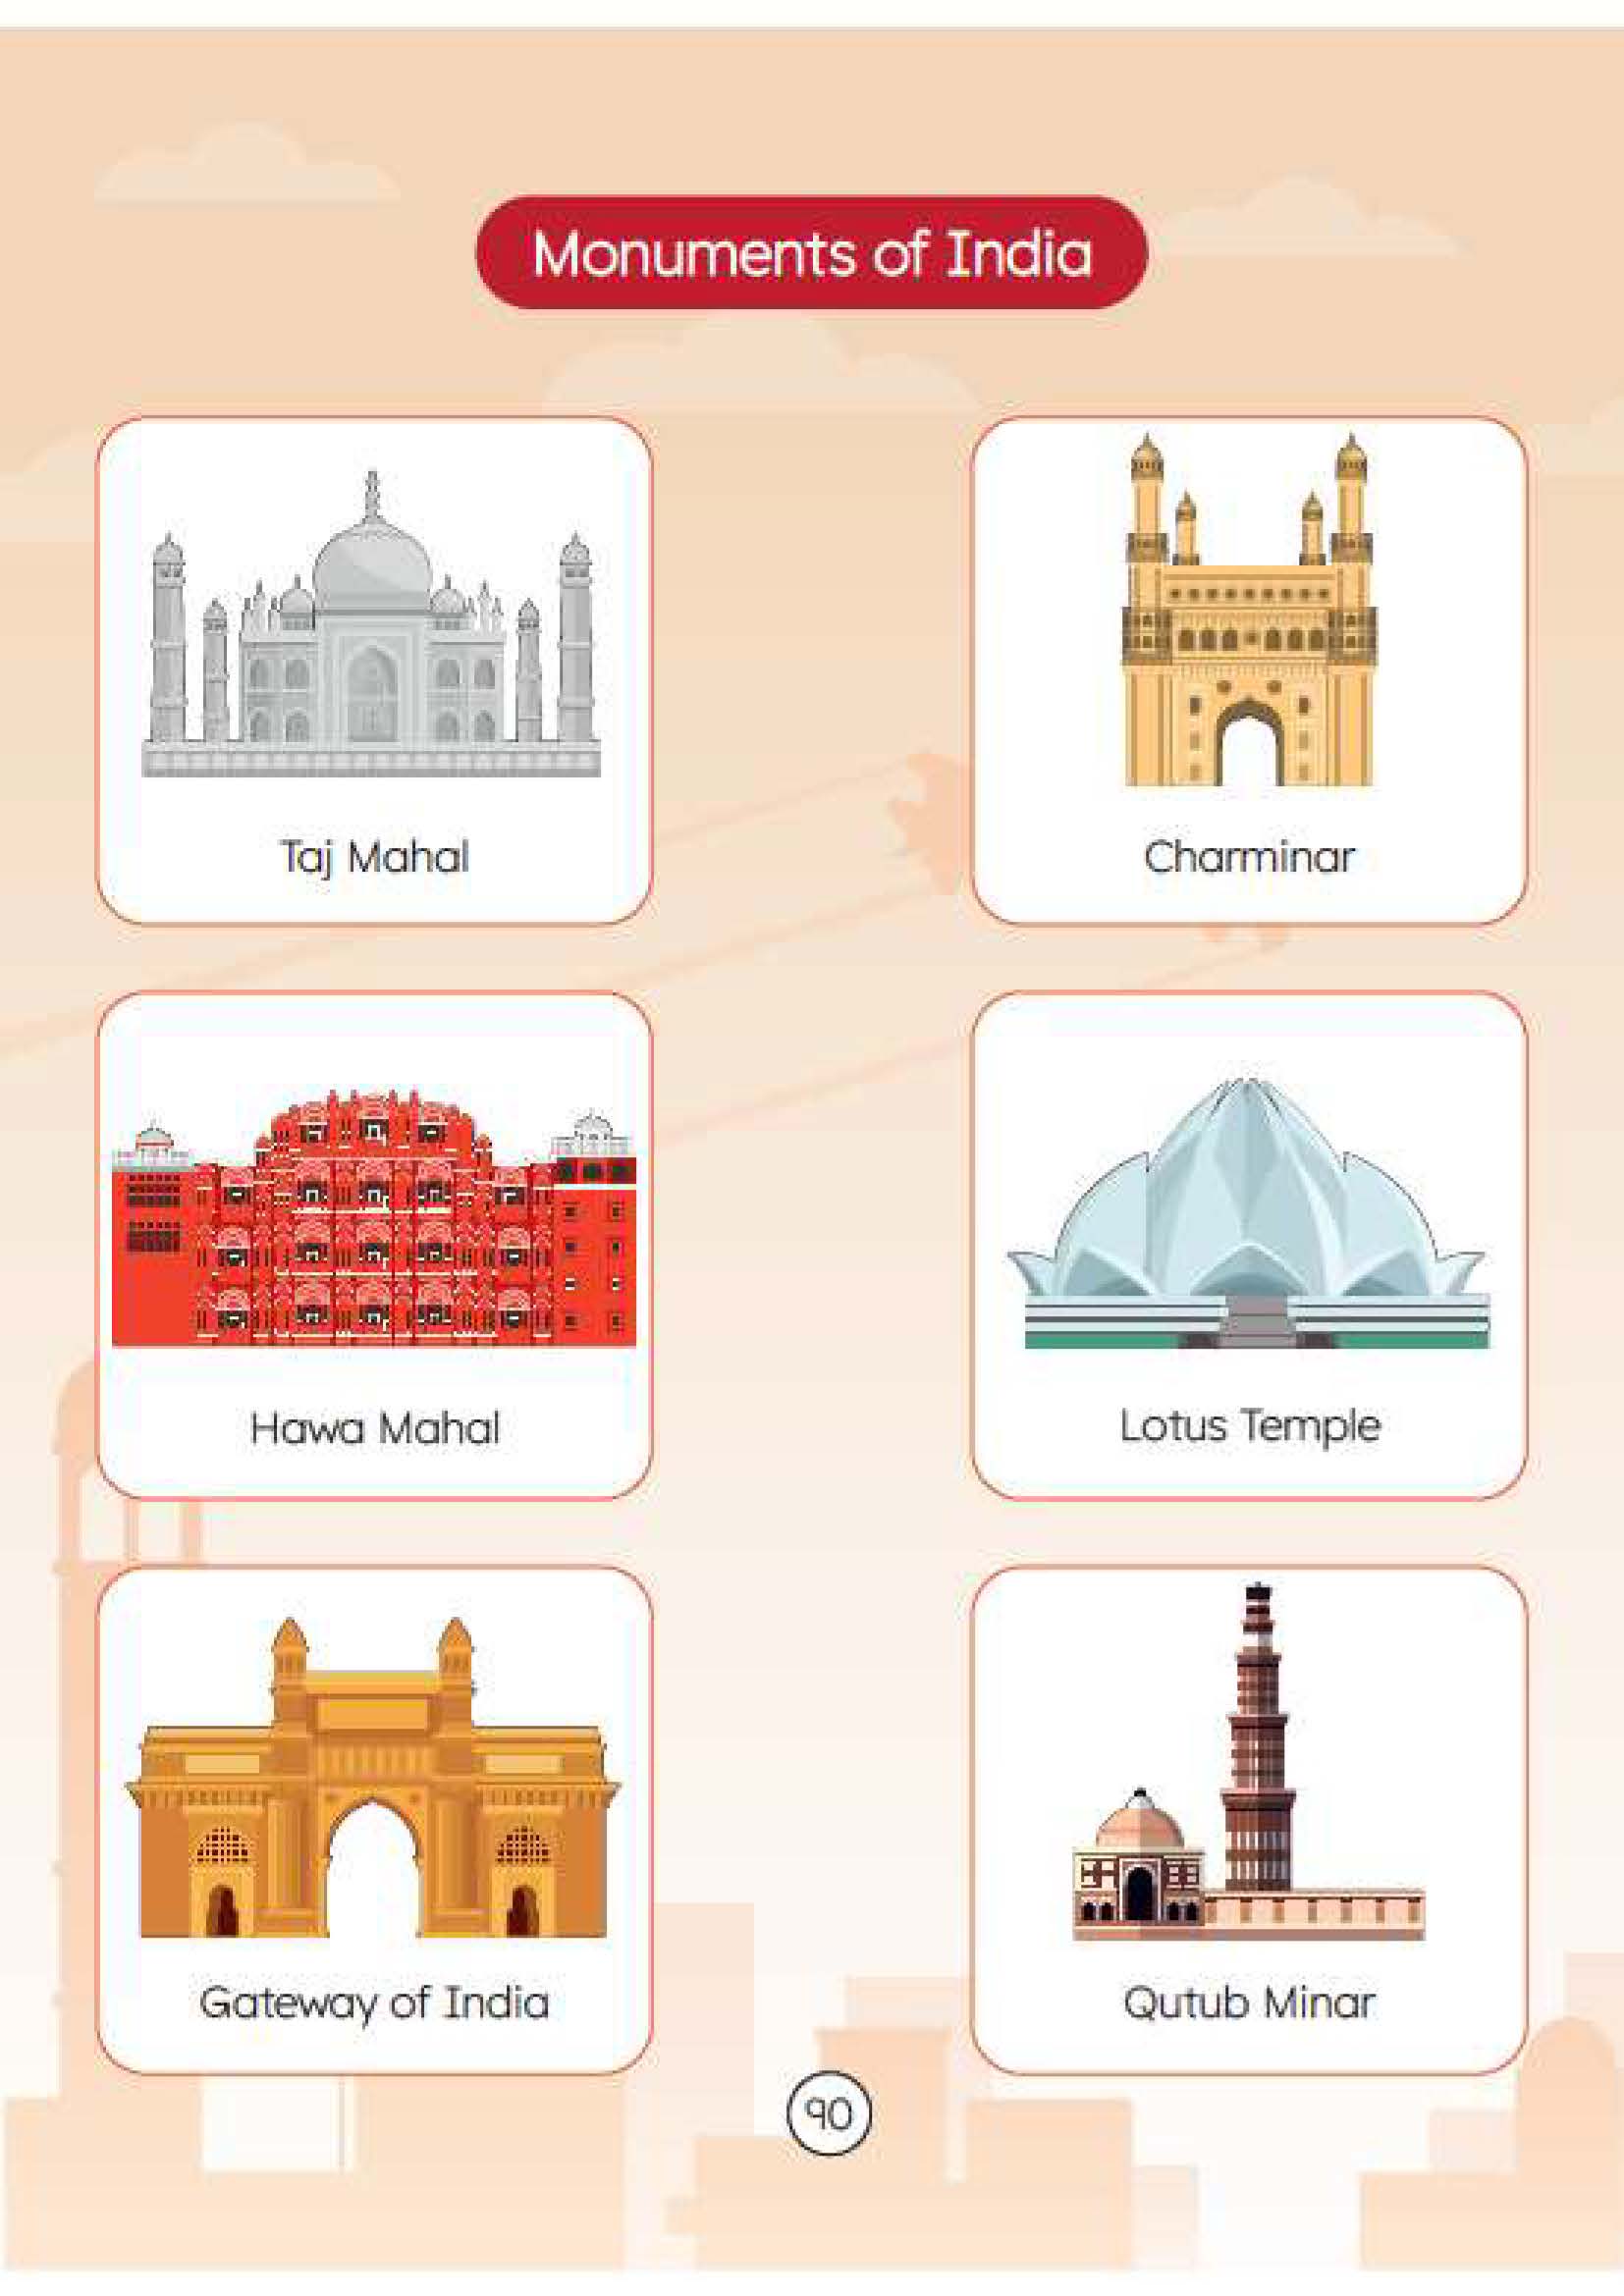 Monuments of India
Taj Mahal
Charminar
Hawa Mahal
Lotus Temple
Gateway of India
Qutub Minar
90